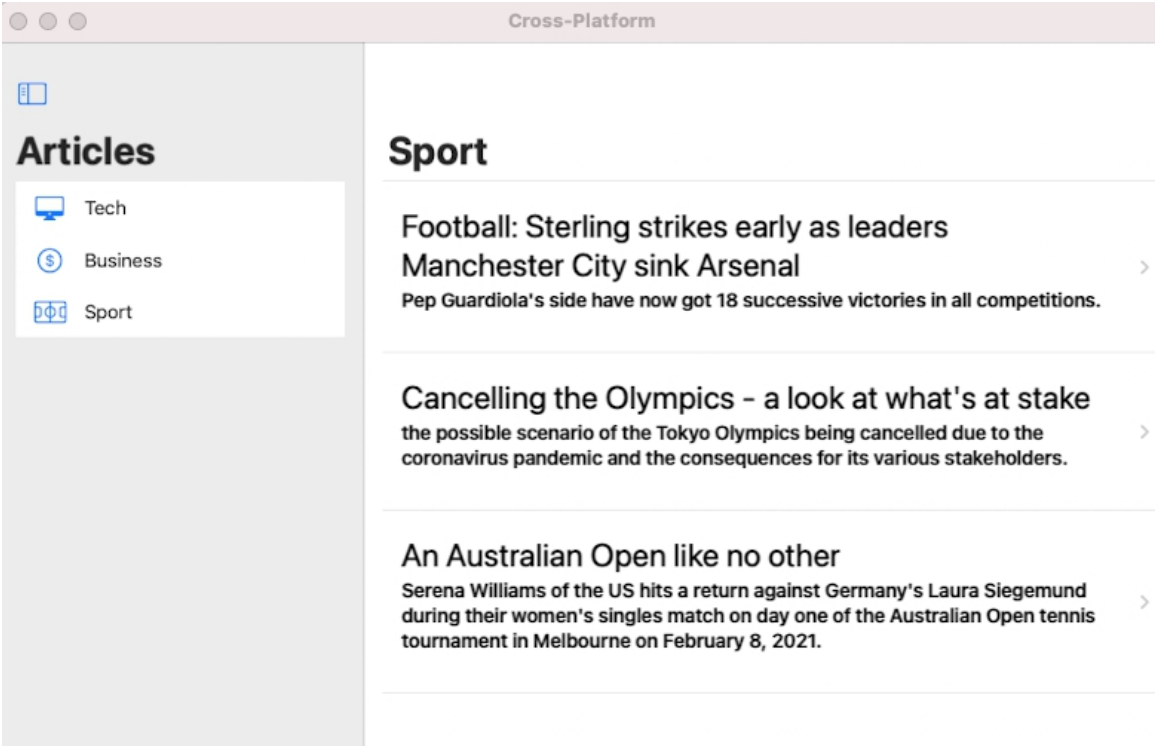 Cross-Platform
Articles
Tech
Business
Sport
Sport
Football: Sterling strikes early as leaders
Manchester City sink Arsenal
Pep Guardiola's side have now got 18 successive victories in all competitions.
Cancelling the Olympics - a look at what's at stake
the possible scenario of the Tokyo Olympics being cancelled due to the
coronavirus pandemic and the consequences for its various stakeholders.
An Australian Open like no other
Serena Williams of the US hits a return against Germany's Laura Siegemund
during their women's singles match on day one of the Australian Open tennis
tournament in Melbourne on February 8, 2021.